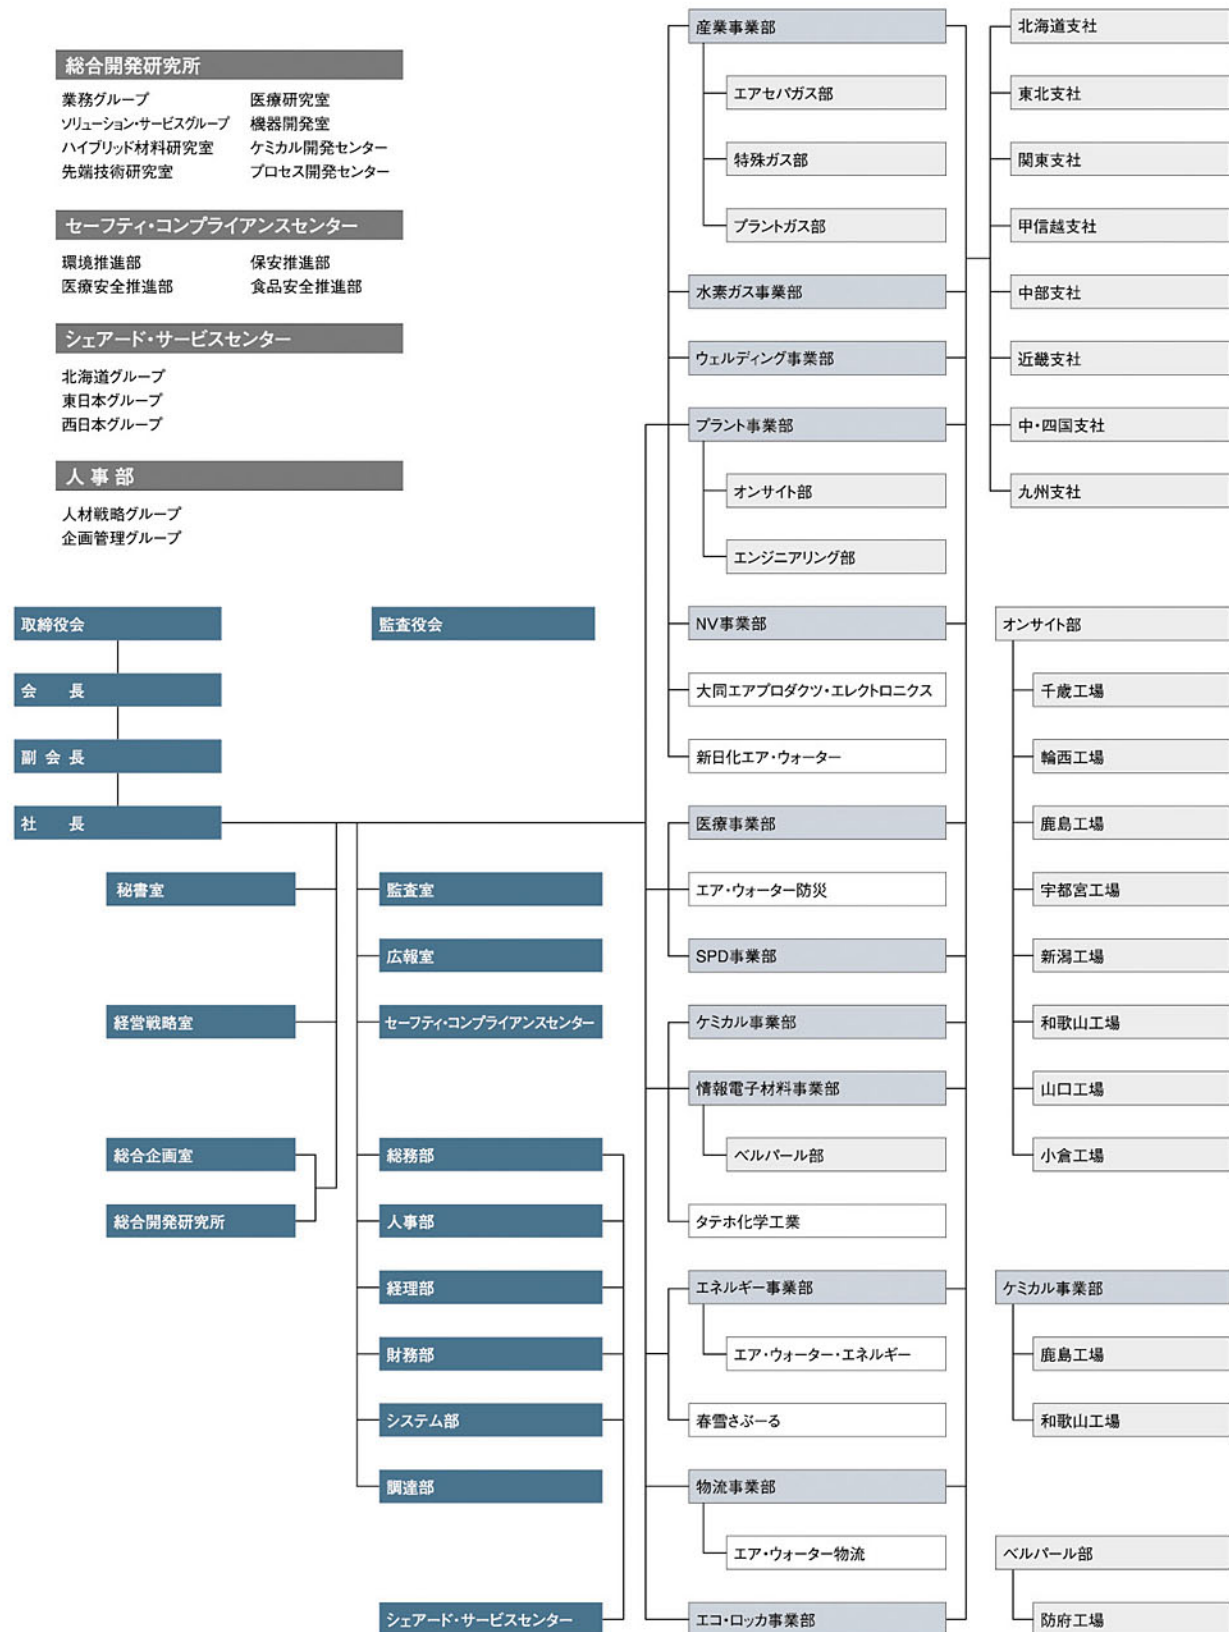 総合開発研究所
業務グループ 医療研究室
ソリューション・サービスグループ 機器開発室
ハイブリッド材料研究室 ケミカル開発センター
先端技術研究室 プロセス開発センター
セーフティ・コンプライアンスセンター
環境推進部 保安推進部
医療安全推進部 食品安全推進部
シェアード・サービスセンター
北海道グループ
東日本グループ
西日本グループ
人事部
人材戦略グループ
企画管理グループ
取締役会
監査役会
会 長
副会長
社 長
秘書室
経営戦略室
総合企画室
総合開発研究所
監査室
広報室
セーフティ・コンプライアンスセンター
総務部
人事部
経理部
財務部
システム部
調達部
シェアード・サービスセンター
産業事業部
エアセパガス部
特殊ガス部
プラントガス部
水素ガス事業部
ウェルディング事業部
プラント事業部
オンサイト部
エンジニアリング部
NV事業部
大同エアプロダクツ・エレクトロニクス
新日化エア・ウォーター
医療事業部
エア・ウォーター防災
SPD事業部
ケミカル事業部
情報電子材料事業部
ベルパール部
タテホ化学工業
エネルギー事業部
エア・ウォーター・エネルギー
春雪さぶーる
物流事業部
エア・ウォーター物流
エコ・ロッカ事業部
北海道支社
東北支社
関東支社
甲信越支社
中部支社
近畿支社
中・四国支社
九州支社
オンサイト部
千歳工場
輪西工場
鹿島工場
宇都宮工場
新潟工場
和歌山工場
山口工場
小倉工場
ケミカル事業部
鹿島工場
和歌山工場
ベルパール部
防府工場